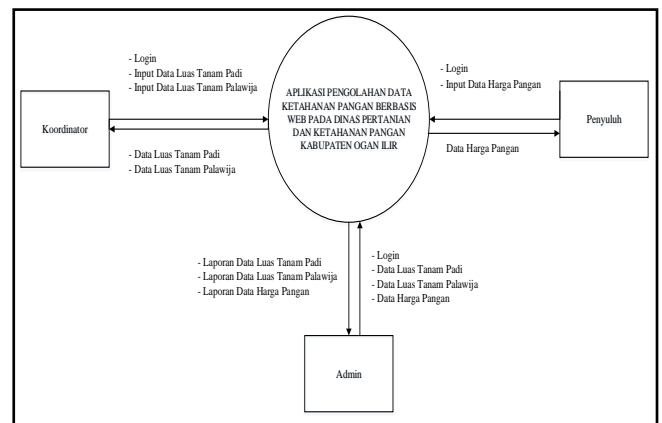 - Login
- Input Data Luas Tanam Padi
- Input Data Luas Tanam Palawija
Koordinator
- Data Luas Tanam Padi
- Data Luas Tanam Palawija
APLIKASI PENGOLAHAN DATA
KETAHANAN PANGAN BERBASIS
WEB PADA DINAS PERTANIAN
DAN KETAHANAN PANGAN
KABUPATEN OGAN ILIR
- Login
- Input Data Harga Pangan
Penyuluh
Data Harga Pangan
- Laporan Data Luas Tanam Padi
- Laporan Data Luas Tanam Palawija
- Laporan Data Harga Pangan
- Login
- Data Luas Tanam Padi
- Data Luas Tanam Palawija
- Data Harga Pangan
Admin